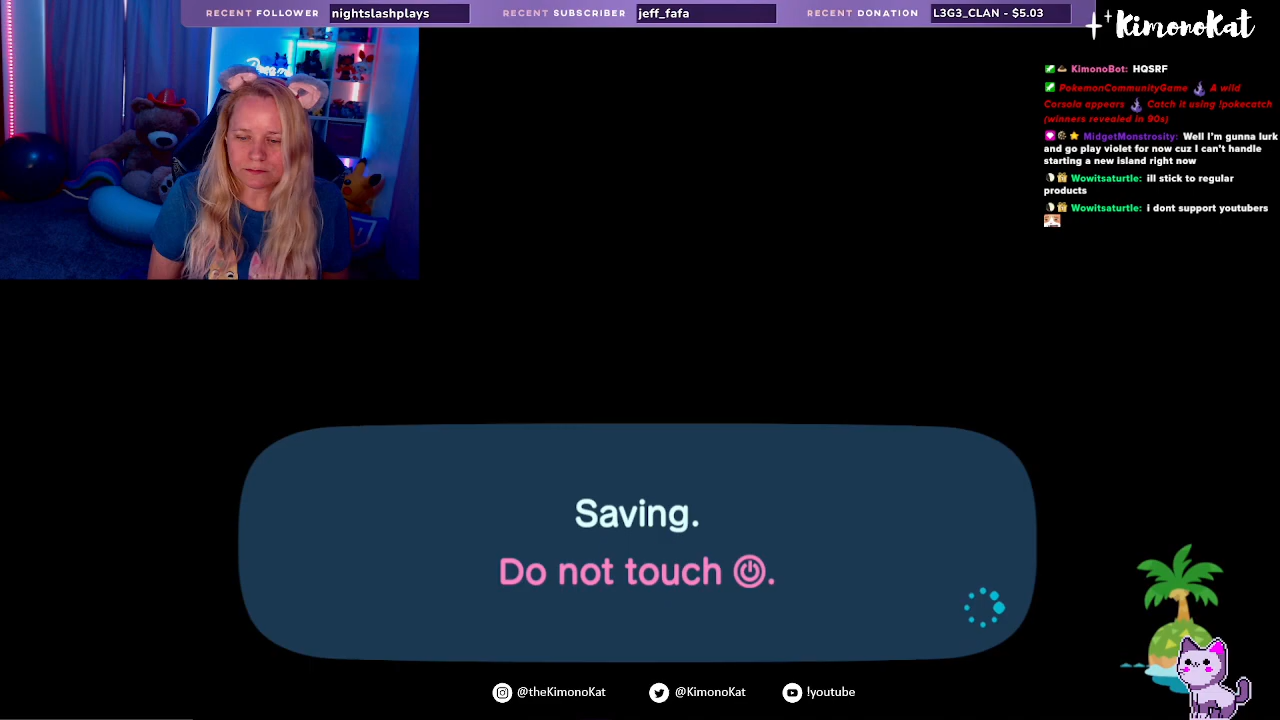 RECENT FOLLOWER nightslashplays RECENT SUBSCRIBER jeff_fafa RECENT DONATION L3G3_CLAN - $5.03
KimonoKat
KimonoBot: HQSRF
PokemonCommunityGame A wild
Corsola appears Catch it using !pokecatch
(winners revealed in 90s)
MidgetMonstrosity: Well I'm gunna lurk
and go play violet for now cuz I can't handle
starting a new island right now
Wowitsaturtle: ill stick to regular
products
Wowitsaturtle: i dont support youtubers
Saving.
Do not touch .
@theKimonoKat @KimonoKat !youtube